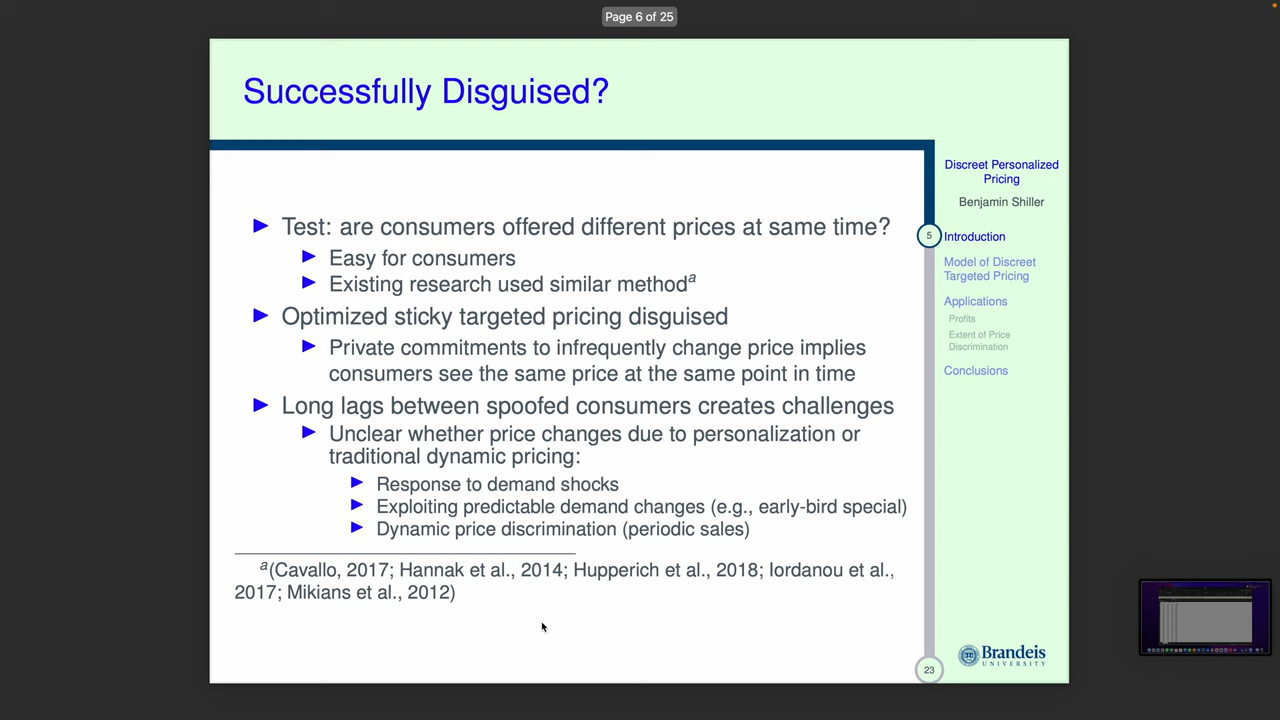 Page 6 of 25
Successfully Disguised?
Test: are consumers offered different prices at same time?
Easy for consumers
Existing research used similar methodᵃ
Optimized sticky targeted pricing disguised
Private commitments to infrequently change price implies
consumers see the same price at the same point in time
Long lags between spoofed consumers creates challenges
Unclear whether price changes due to personalization or
traditional dynamic pricing:
Response to demand shocks
Exploiting predictable demand changes (e.g., early-bird special)
Dynamic price discrimination (periodic sales)
ᵃ(Cavallo, 2017; Hannak et al., 2014; Hupperich et al., 2018; Iordanou et al.,
2017; Mikians et al., 2012)
Discreet Personalized
Pricing
Benjamin Shiller
5
Introduction
Model of Discreet
Targeted Pricing
Applications
Profits
Extent of Price
Discrimination
Conclusions
Brandeis
UNIVERSITY
23